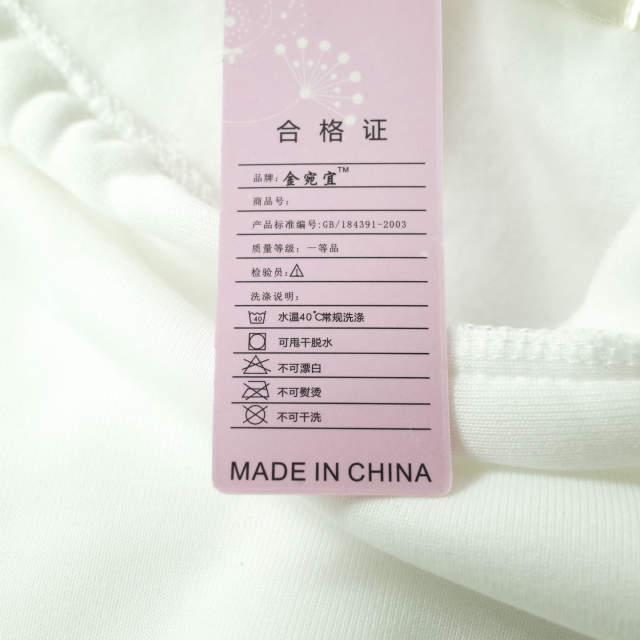 合格证
品牌:金宛宜™
商品号:
产品标准编号:GB/184391-2003
质量等级:一等品
检验员:1
洗涤说明:
40 水温40℃常规洗涤
可甩干脱水
不可漂白
不可熨烫
不可干洗
MADE IN CHINA